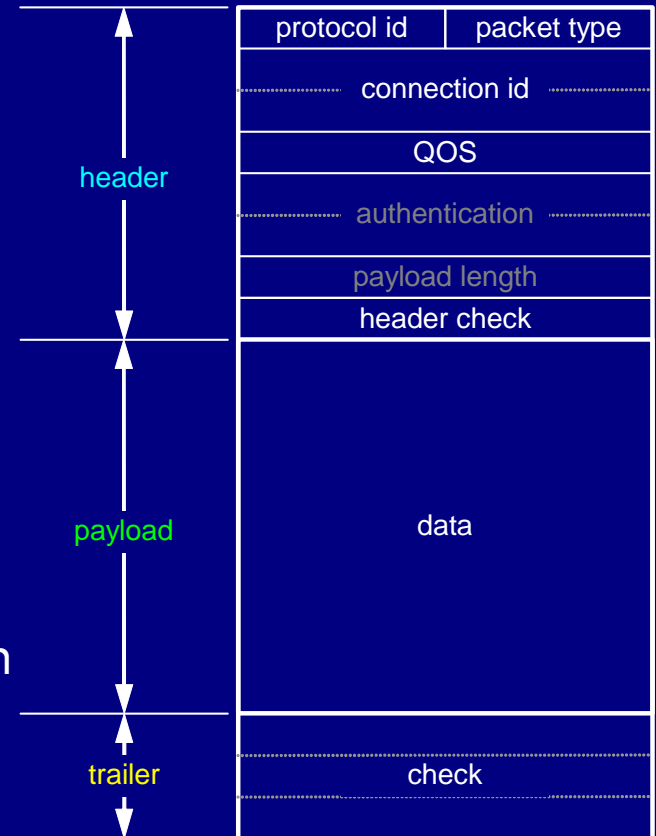 protocol id packet type
connection id
QOS
header
authentication
payload length
header check
payload
data
n
trailer
check